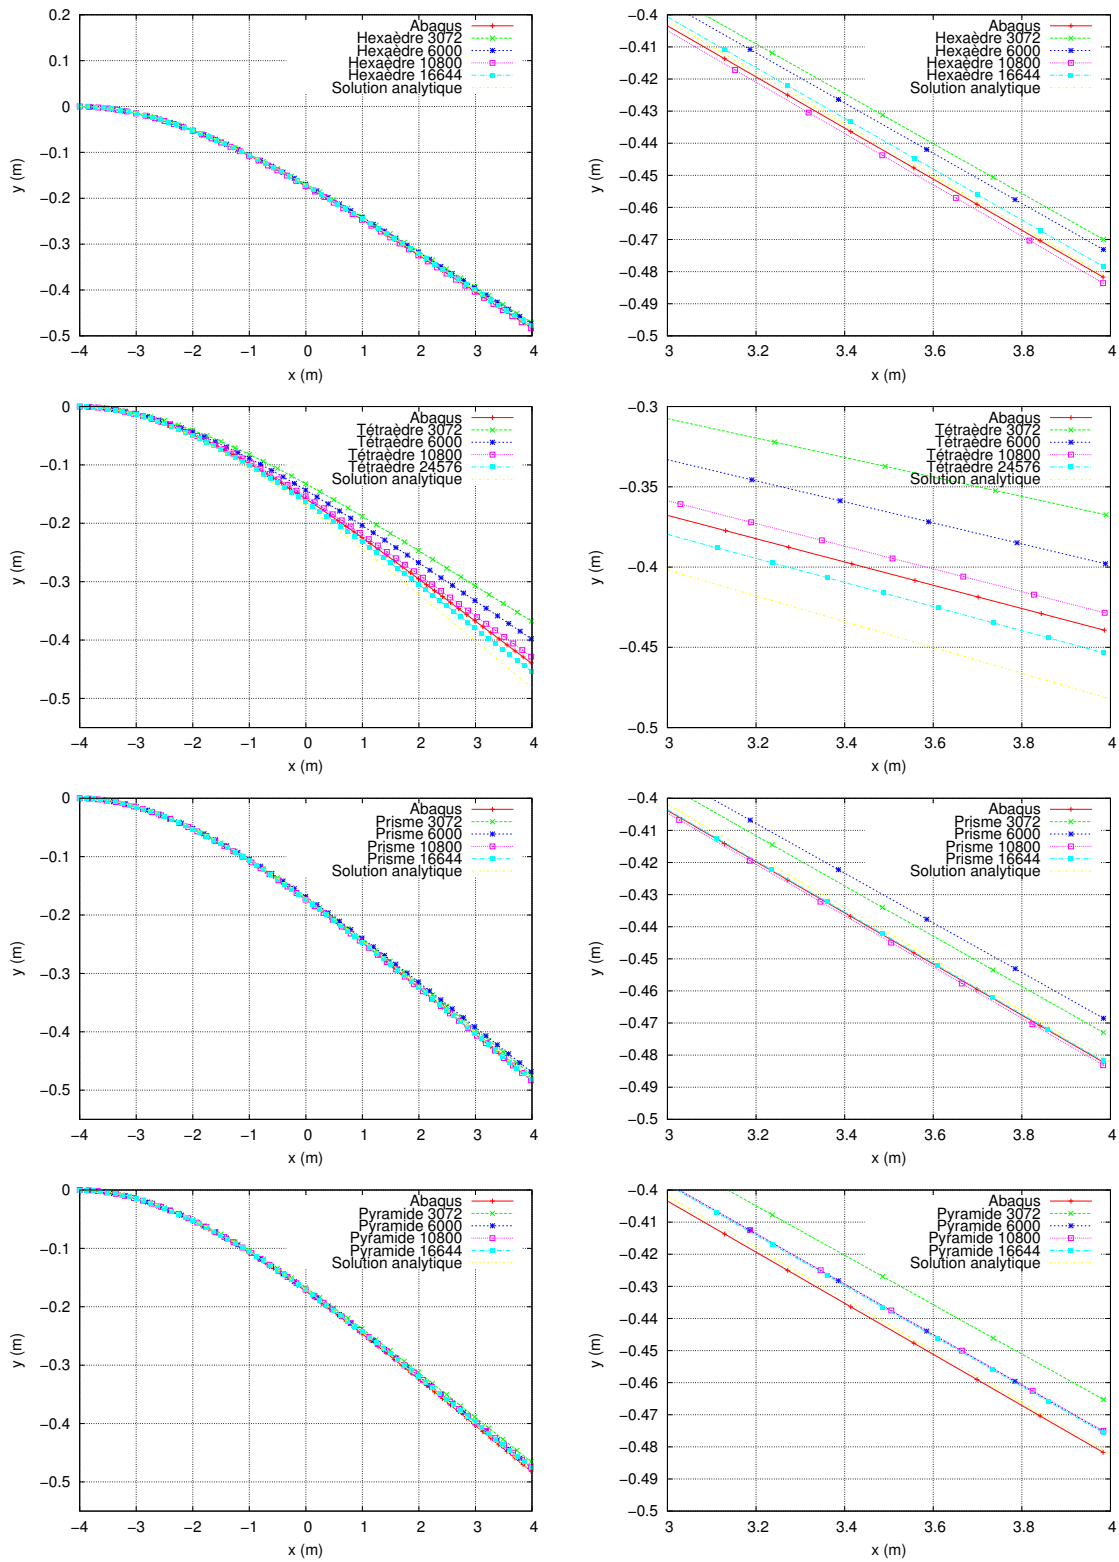 0.2
0.1
0
−0.1
−0.2
−0.3
−0.4
−0.5
y (m)
−4
−3
−2
−1
0
1
2
3
4
x (m)
Abaqus
Hexaèdre 3072
Hexaèdre 6000
Hexaèdre 10800
Hexaèdre 16644
Solution analytique
−0.4
−0.41
−0.42
−0.43
−0.44
−0.45
−0.46
−0.47
−0.48
−0.49
−0.5
y (m)
3
3.2
3.4
3.6
3.8
4
x (m)
Abaqus
Hexaèdre 3072
Hexaèdre 6000
Hexaèdre 10800
Hexaèdre 16644
Solution analytique
0
−0.1
−0.2
−0.3
−0.4
−0.5
y (m)
−4
−3
−2
−1
0
1
2
3
4
x (m)
Abaqus
Tétraèdre 3072
Tétraèdre 6000
Tétraèdre 10800
Tétraèdre 24576
Solution analytique
−0.3
−0.35
−0.4
−0.45
−0.5
y (m)
3
3.2
3.4
3.6
3.8
4
x (m)
Abaqus
Tétraèdre 3072
Tétraèdre 6000
Tétraèdre 10800
Tétraèdre 24576
Solution analytique
0
−0.1
−0.2
−0.3
−0.4
−0.5
y (m)
−4
−3
−2
−1
0
1
2
3
4
x (m)
Abaqus
Prisme 3072
Prisme 6000
Prisme 10800
Prisme 16644
Solution analytique
−0.4
−0.41
−0.42
−0.43
−0.44
−0.45
−0.46
−0.47
−0.48
−0.49
−0.5
y (m)
3
3.2
3.4
3.6
3.8
4
x (m)
Abaqus
Prisme 3072
Prisme 6000
Prisme 10800
Prisme 16644
Solution analytique
0
−0.1
−0.2
−0.3
−0.4
−0.5
y (m)
−4
−3
−2
−1
0
1
2
3
4
x (m)
Abaqus
Pyramide 3072
Pyramide 6000
Pyramide 10800
Pyramide 16644
Solution analytique
−0.4
−0.41
−0.42
−0.43
−0.44
−0.45
−0.46
−0.47
−0.48
−0.49
−0.5
y (m)
3
3.2
3.4
3.6
3.8
4
x (m)
Abaqus
Pyramide 3072
Pyramide 6000
Pyramide 10800
Pyramide 16644
Solution analytique